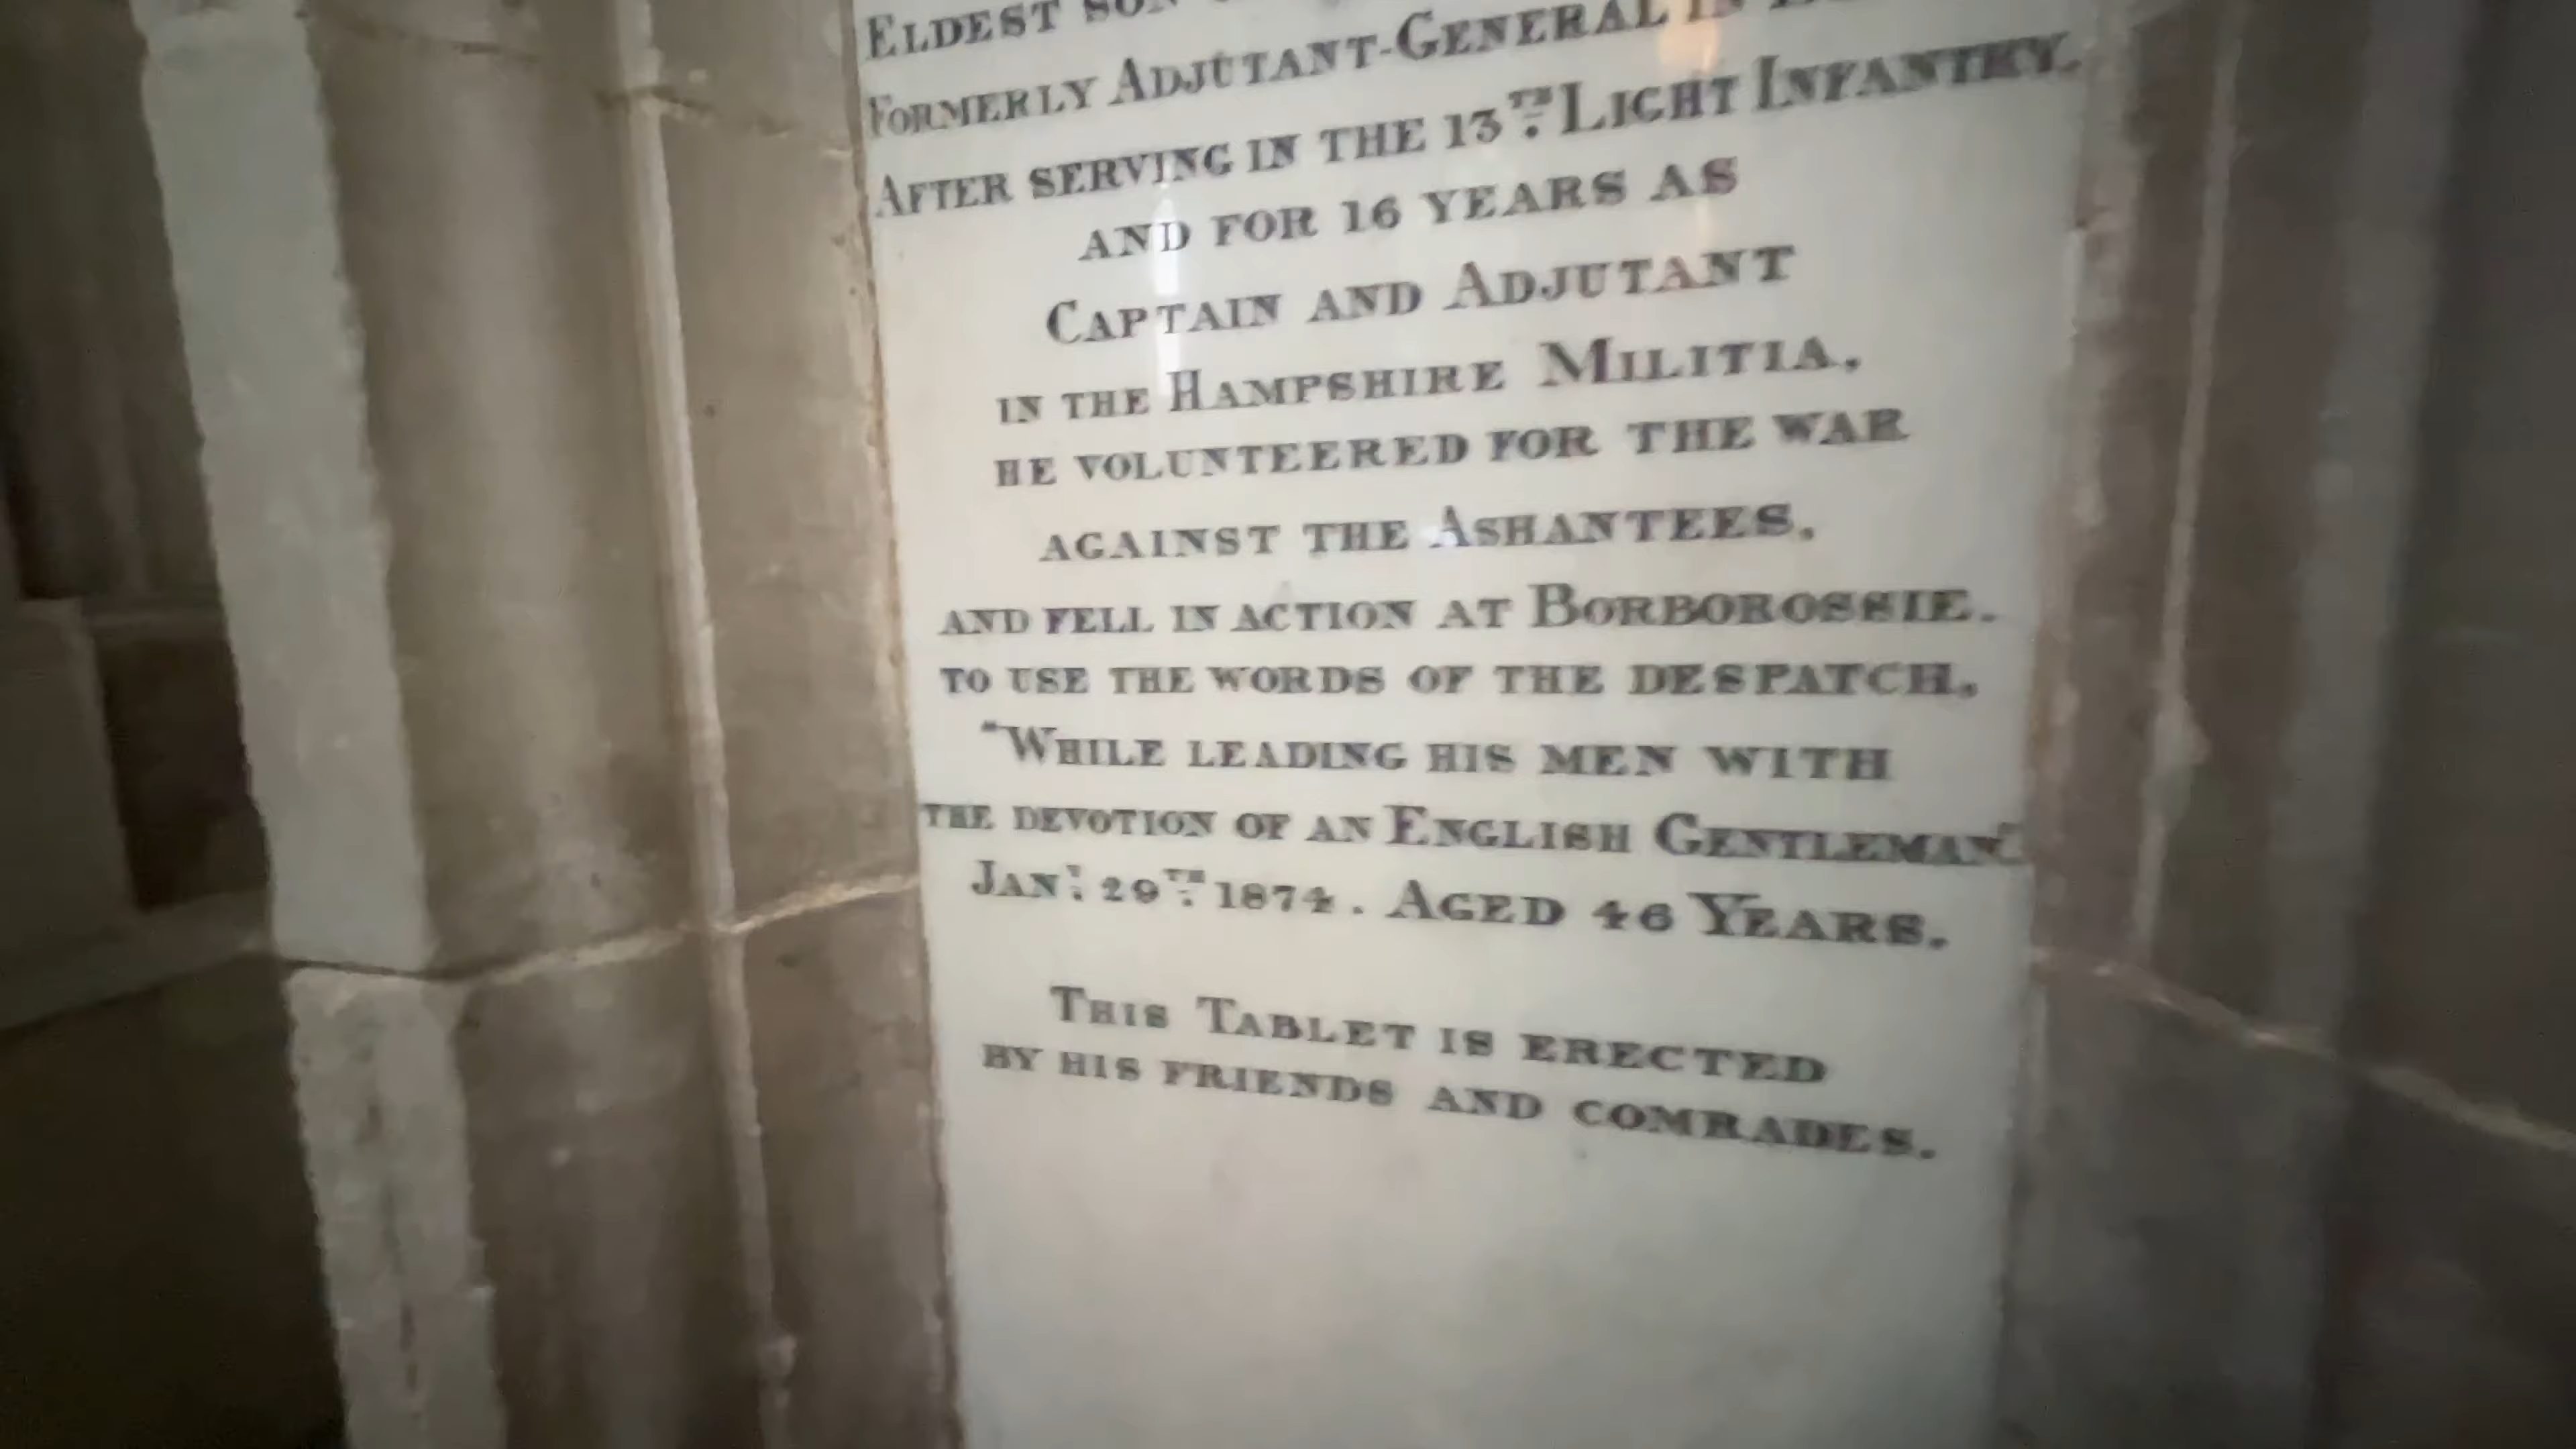 ELDEST SON
FORMERLY ADJUTANT-GENERAL IN
AFTER SERVING IN THE 13TH LIGHT INFANTRY.
AND FOR 16 YEARS AS
CAPTAIN AND ADJUTANT
IN THE HAMPSHIRE MILITIA,
HE VOLUNTEERED FOR THE WAR
AGAINST THE ASHANTEES,
AND FELL IN ACTION AT BORBOROSSIE.
TO USE THE WORDS OF THE DESPATCH,
"WHILE LEADING HIS MEN WITH
THE DEVOTION OF AN ENGLISH GENTLEMAN."
JANY. 29TH. 1874. AGED 46 YEARS.
THIS TABLET IS ERECTED
BY HIS FRIENDS AND COMRADES.